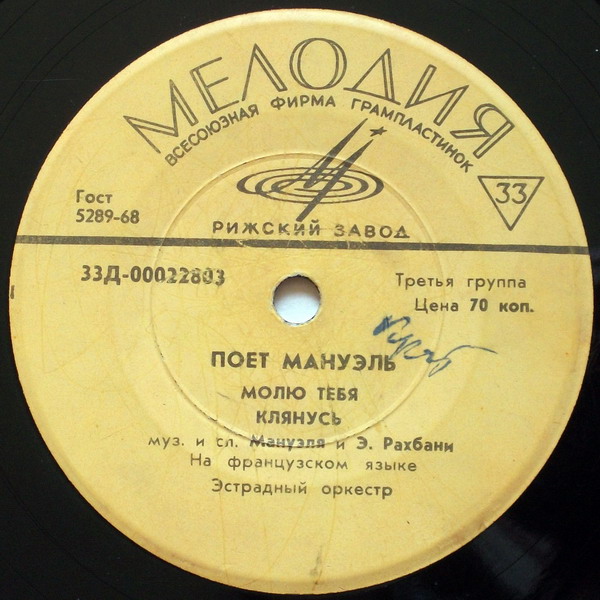 МЕЛОДИЯ
ВСЕСОЮЗНАЯ ФИРМА ГРАМПЛАСТИНОК
33
Гост
5289-68
РИЖСКИЙ ЗАВОД
33Д-00022803
Третья группа
Цена 70 коп.
ПОЕТ МАНУЭЛЬ
МОЛЮ ТЕБЯ
КЛЯНУСЬ
муз. и сл. Мануэля и Э. Рахбани
На французском языке
Эстрадный оркестр